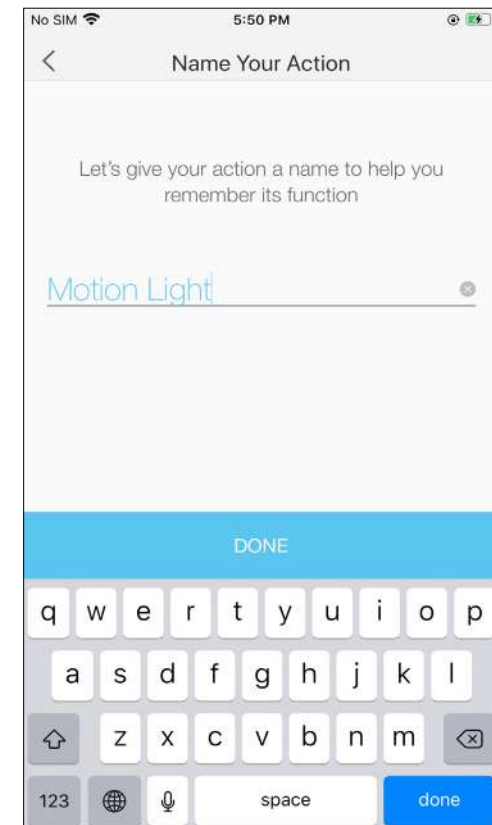 No SIM 5:50 PM
Name Your Action
Let's give your action a name to help you
remember its function
Motion Light
DONE
q w e r t y u i o p
a s d f g h j k l
z x c v b n m
123 space done